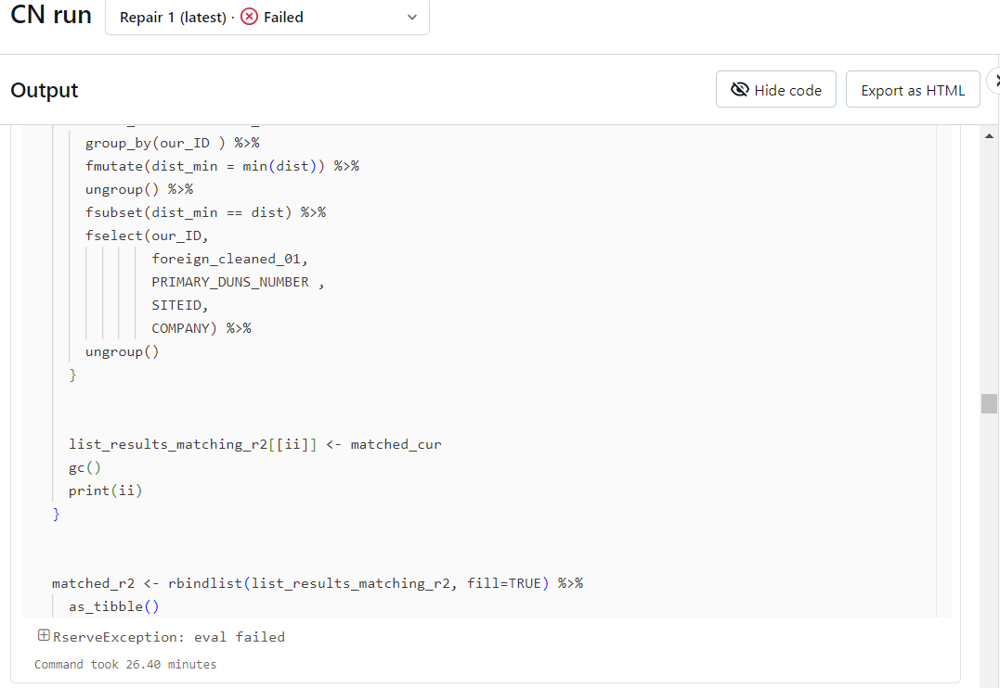 CN run
Repair 1 (latest) · Failed
Output
Hide code
Export as HTML
group_by(our_ID ) %>%
fmutate(dist_min = min(dist)) %>%
ungroup() %>%
fsubset(dist_min == dist) %>%
fselect(our_ID,
foreign_cleaned_01,
PRIMARY_DUNS_NUMBER ,
SITEID,
COMPANY) %>%
ungroup()
}
list_results_matching_r2[[ii]] <- matched_cur
gc()
print(ii)
}
matched_r2 <- rbindlist(list_results_matching_r2, fill=TRUE) %>%
as_tibble()
RserveException: eval failed
Command took 26.40 minutes